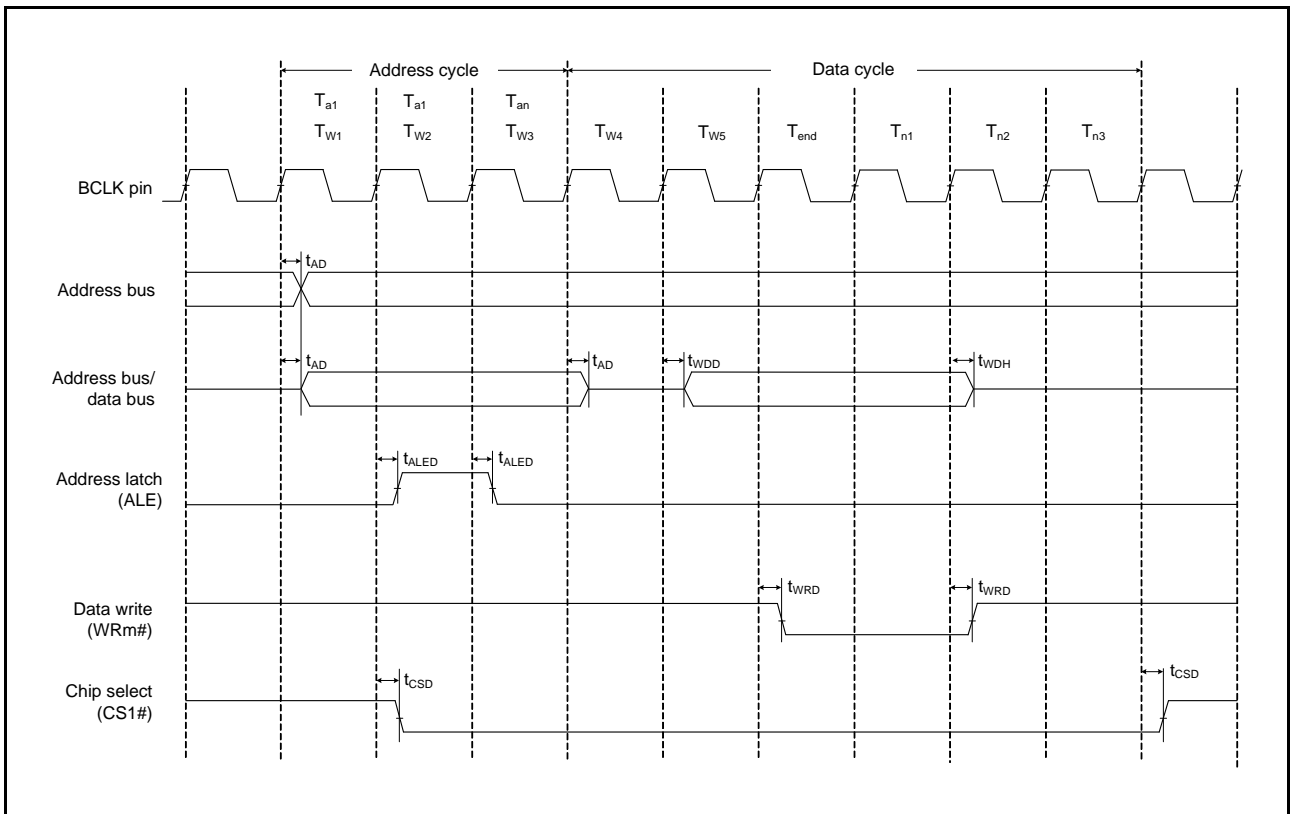 Address cycle Data cycle
Ta1 Ta1 Tan
TW1 TW2 TW3 TW4 TW5 Tend Tn1 Tn2 Tn3
BCLK pin
tAD
Address bus
tAD tAD tWDD tWDH
Address bus/
data bus
tALED tALED
Address latch
(ALE)
tWRD tWRD
Data write
(WRm#)
tCSD tCSD
Chip select
(CS1#)